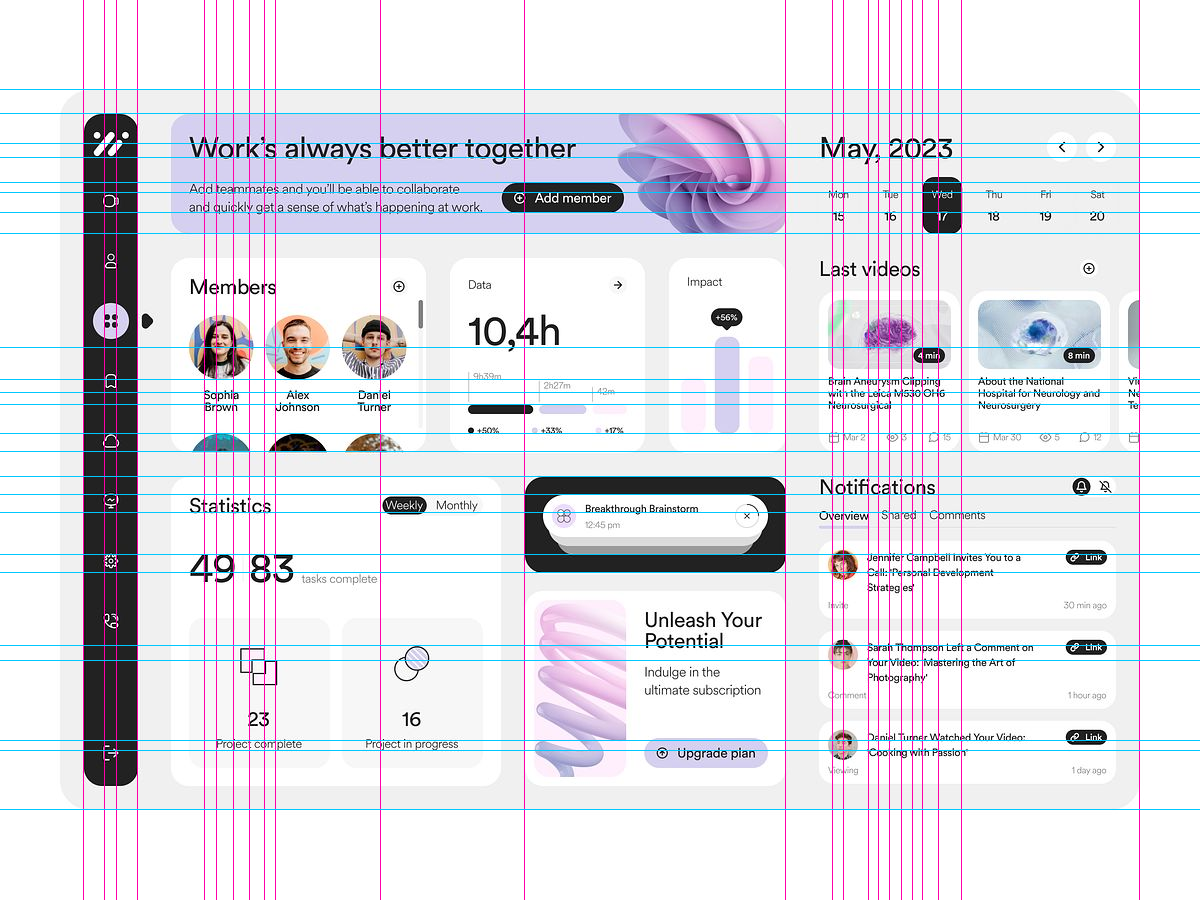 Work's always better together
Add teammates and you'll be able to collaborate
and quickly get a sense of what's happening at work.
Add member
May, 2023
Mon Tue Wed Thu Fri Sat
15 16 17 18 19 20
Members
Sophia
Brown
Alex
Johnson
Daniel
Turner
Data
10,4h
9h39m
2h27m
42m
+50% +33% +17%
Impact
+56%
Last videos
4 min
Brain Aneurysm Clipping
with the Leica M530 OH6
Neurosurgical
Mar 2 3 15
8 min
About the National
Hospital for Neurology and
Neurosurgery
Mar 30 5 12
Statistics
Weekly Monthly
49 83 tasks complete
23
Project complete
16
Project in progress
Breakthrough Brainstorm
12:45 pm
Unleash Your
Potential
Indulge in the
ultimate subscription
Upgrade plan
Notifications
Overview Shared Comments
Jennifer Campbell Invites You to a
Call: 'Personal Development
Strategies'
Link
Invite 30 min ago
Sarah Thompson Left a Comment on
Your Video: 'Mastering the Art of
Photography'
Link
Comment 1 hour ago
Daniel Turner Watched Your Video:
'Cooking with Passion'
Link
Viewing 1 day ago